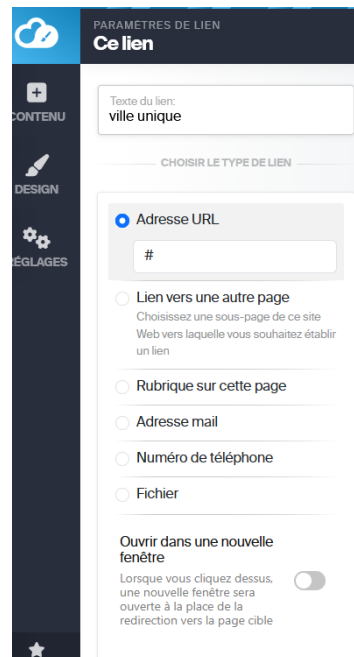 PARAMÈTRES DE LIEN
Ce lien
CONTENU
DESIGN
RÉGLAGES
Texte du lien:
ville unique
CHOISIR LE TYPE DE LIEN
Adresse URL
#
Lien vers une autre page
Choisissez une sous-page de ce site
Web vers laquelle vous souhaitez établir
un lien
Rubrique sur cette page
Adresse mail
Numéro de téléphone
Fichier
Ouvrir dans une nouvelle
fenêtre
Lorsque vous cliquez dessus,
une nouvelle fenêtre sera
ouverte à la place de la
redirection vers la page cible